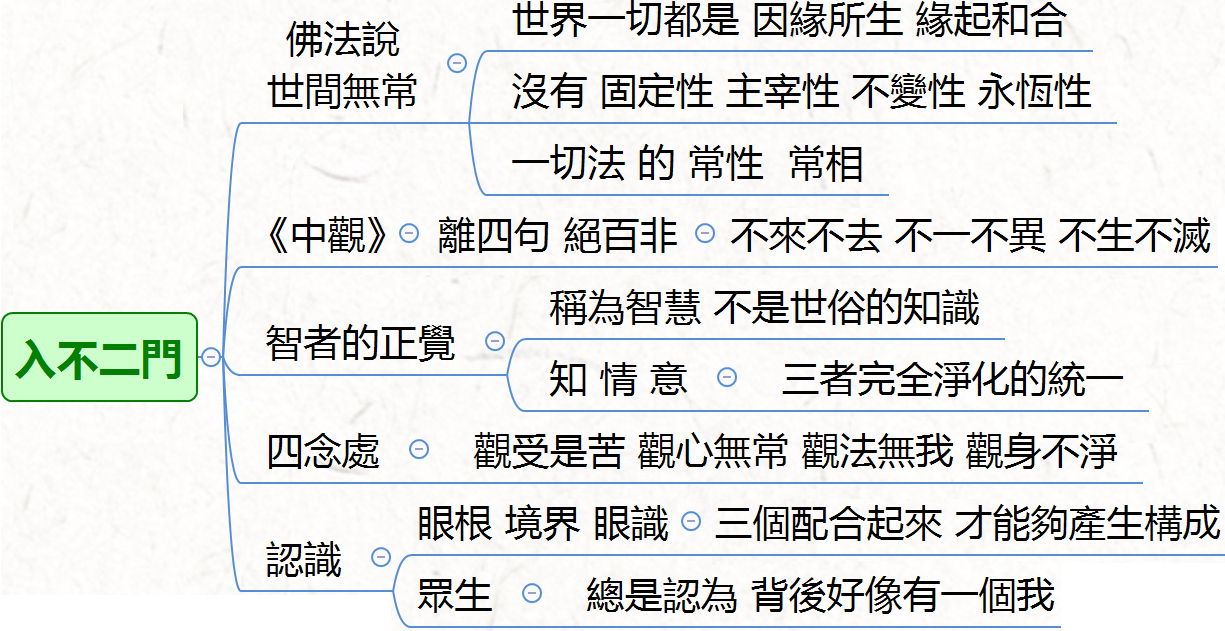 入不二門
佛法說
世間無常
世界一切都是 因緣所生 緣起和合
沒有 固定性 主宰性 不變性 永恆性
一切法 的 常性 常相
《中觀》 離四句 絕百非 不來不去 不一不異 不生不滅
智者的正覺
稱為智慧 不是世俗的知識
知 情 意 三者完全淨化的統一
四念處 觀受是苦 觀心無常 觀法無我 觀身不淨
認識
眼根 境界 眼識 三個配合起來 才能夠產生構成
眾生 總是認為 背後好像有一個我